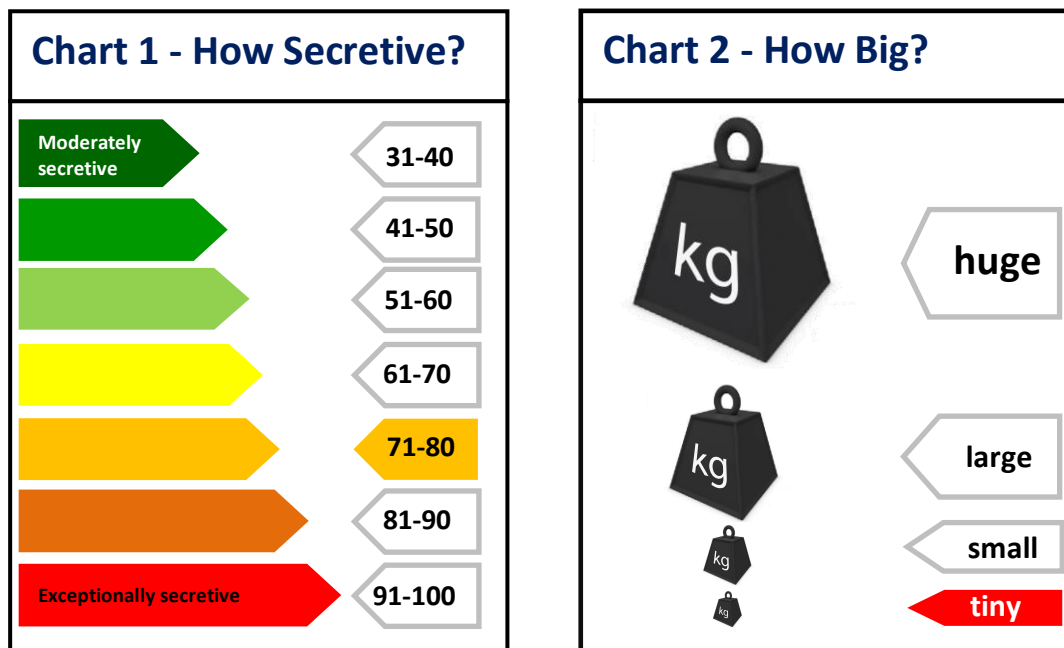 Chart 1 - How Secretive?
Moderately
secretive
31-40
41-50
51-60
61-70
71-80
81-90
Exceptionally secretive
91-100
Chart 2 - How Big?
kg
huge
kg
large
kg
small
kg
tiny